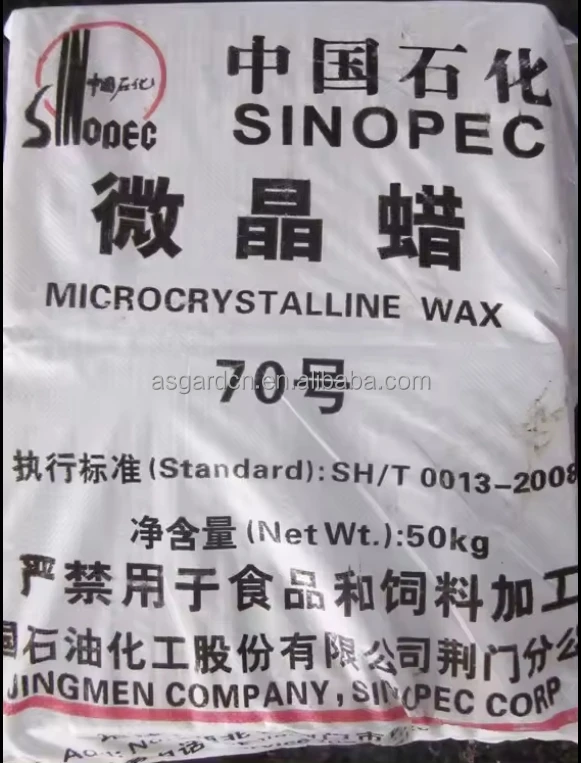 中国石化
SINOPEC
中国石化
SINOPEC
微晶蜡
MICROCRYSTALLINE WAX
70号
asgardcn.en.alibaba.com
执行标准(Standard):SH/T 0013-2008
净含量(Net Wt.):50kg
严禁用于食品和饲料加工
国石油化工股份有限公司荆门分公
JINGMEN COMPANY, SINOPEC CORP